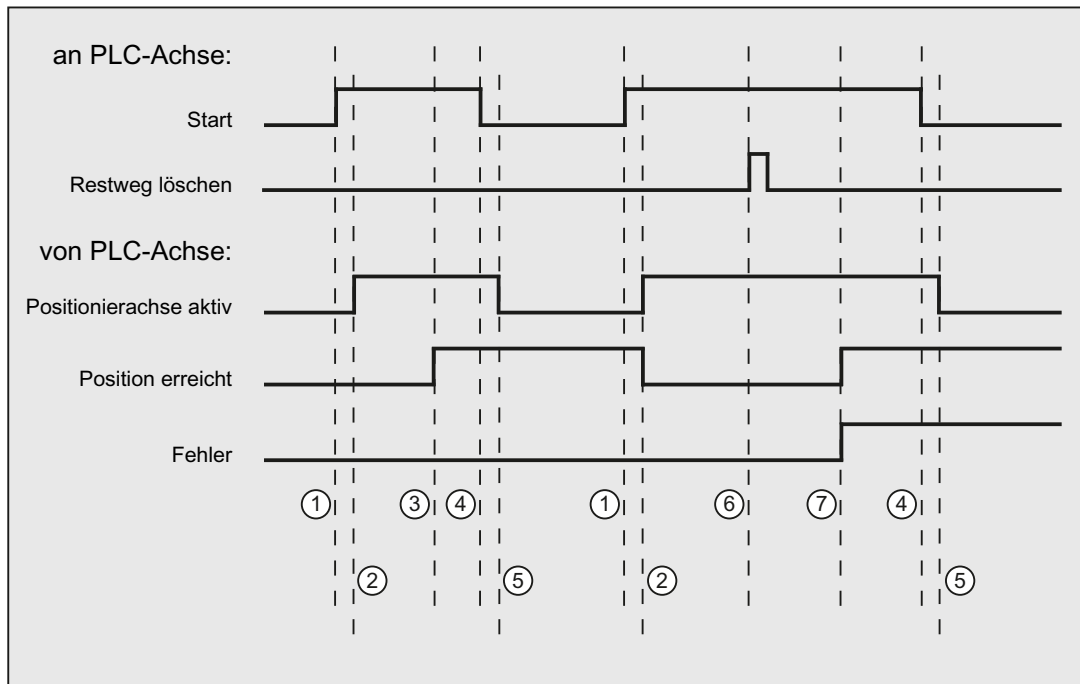 an PLC-Achse:
Start
Restweg löschen
von PLC-Achse:
Positionierachse aktiv
Position erreicht
Fehler
1 3 4 1 6 7 4
2 5 2 5